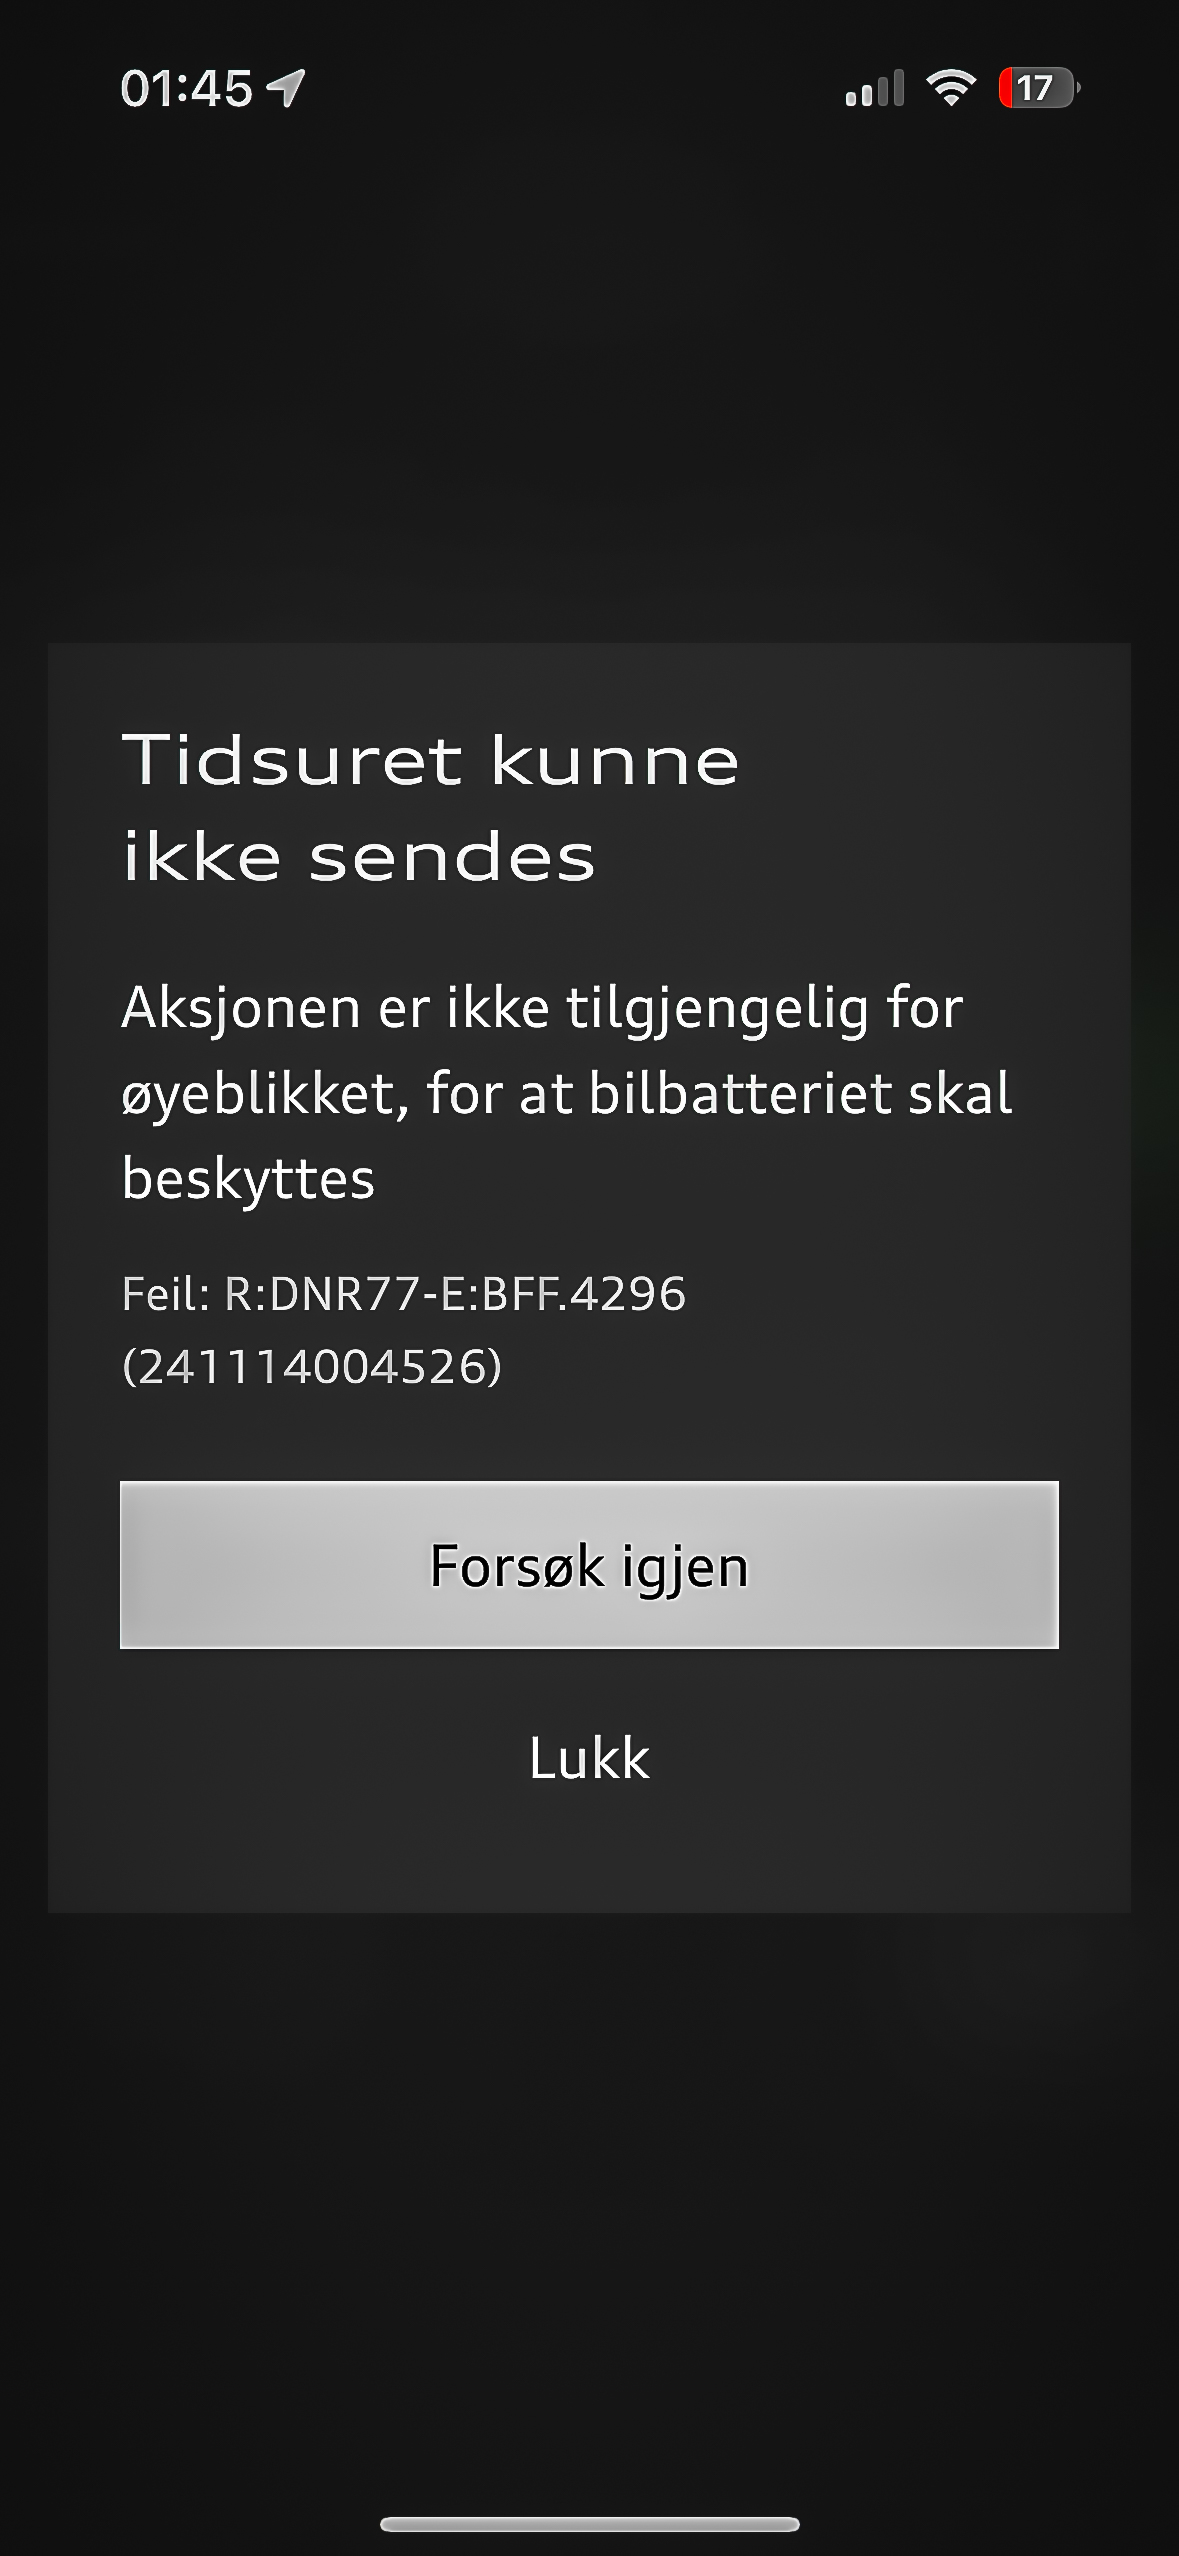 01:45
17
Tidsuret kunne
ikke sendes
Aksjonen er ikke tilgjengelig for
øyeblikket, for at bilbatteriet skal
beskyttes
Feil: R:DNR77-E:BFF.4296
(241114004526)
Forsøk igjen
Lukk